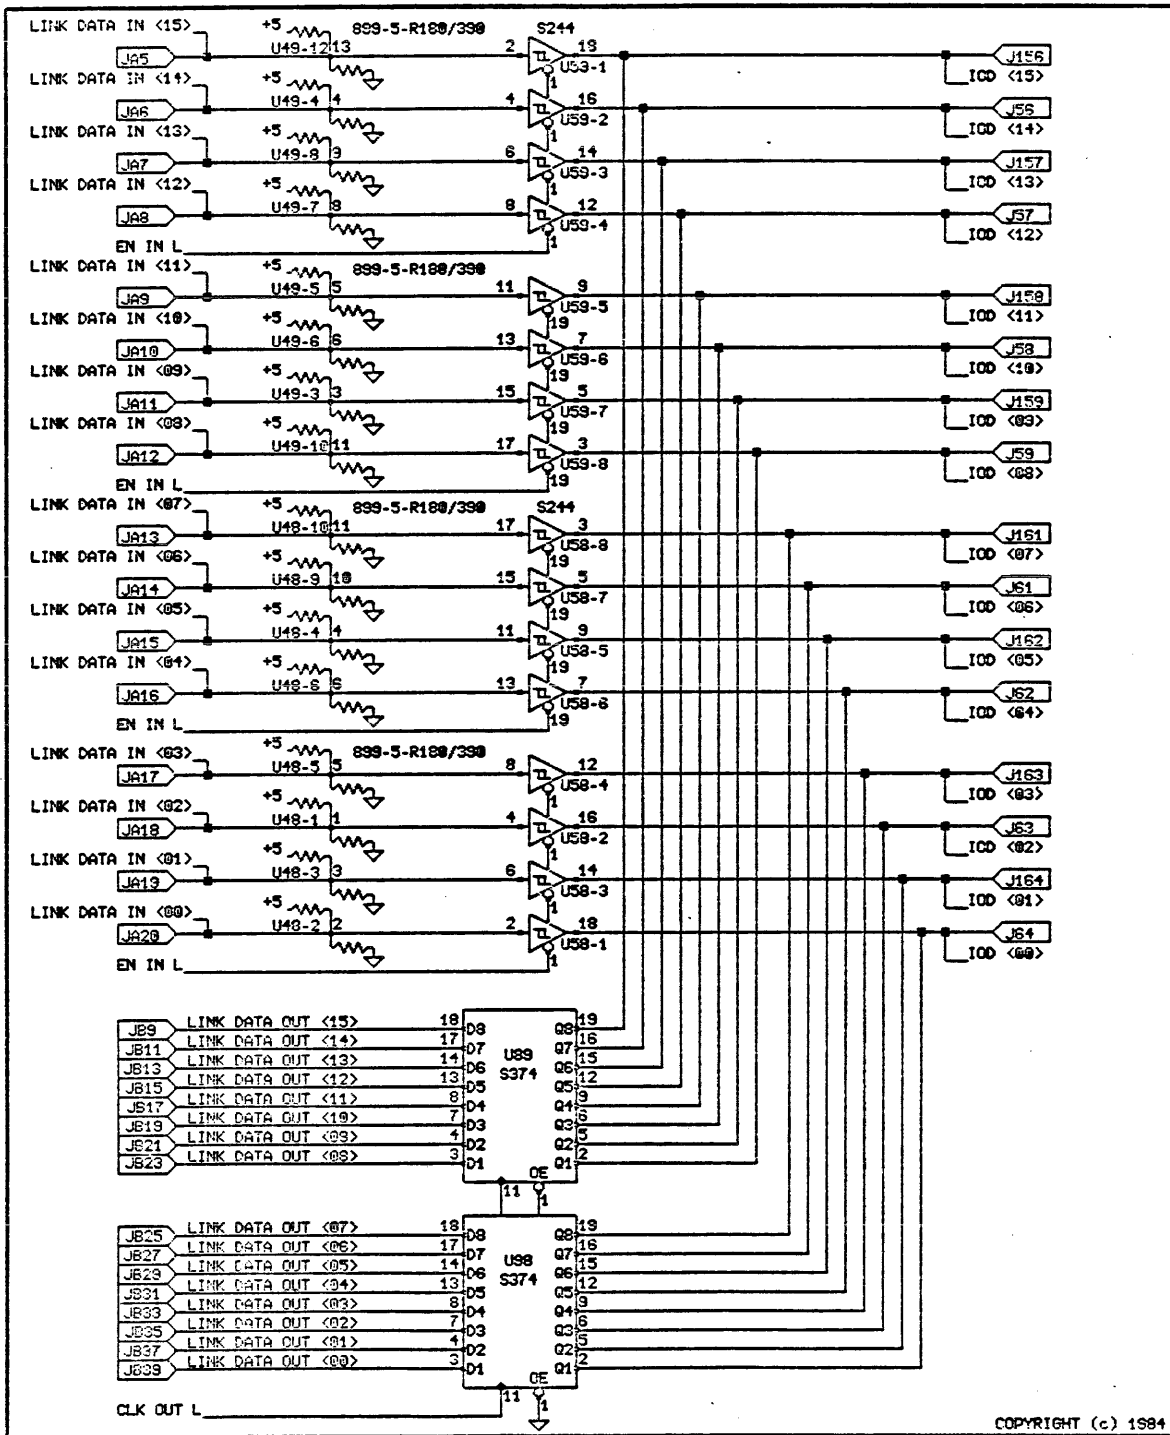 LINK DATA IN <15> +5 899-5-R180/390 S244
JA5 U49-12 13 2 18 U59-1 1 J156
LINK DATA IN <14> +5 IOD <15>
JA6 U49-4 4 4 16 U59-2 1 J56
LINK DATA IN <13> +5 IOD <14>
JA7 U49-8 9 6 14 U59-3 1 J157
LINK DATA IN <12> +5 IOD <13>
JA8 U49-7 8 8 12 U59-4 1 J57
EN IN L IOD <12>
LINK DATA IN <11> +5 899-5-R180/390
JA9 U49-5 5 11 9 U59-5 19 J158
LINK DATA IN <10> +5 IOD <11>
JA10 U49-6 6 13 7 U59-6 19 J58
LINK DATA IN <09> +5 IOD <10>
JA11 U49-3 3 15 5 U59-7 19 J159
LINK DATA IN <08> +5 IOD <09>
JA12 U49-10 11 17 3 U59-8 19 J59
EN IN L IOD <08>
LINK DATA IN <07> +5 899-5-R180/390 S244
JA13 U48-10 11 17 3 U58-8 19 J161
LINK DATA IN <06> +5 IOD <07>
JA14 U48-9 10 15 5 U58-7 19 J61
LINK DATA IN <05> +5 IOD <06>
JA15 U48-4 4 11 9 U58-5 19 J162
LINK DATA IN <04> +5 IOD <05>
JA16 U48-6 6 13 7 U58-6 19 J62
EN IN L IOD <04>
LINK DATA IN <03> +5 899-5-R180/390
JA17 U48-5 5 8 12 U58-4 1 J163
LINK DATA IN <02> +5 IOD <03>
JA18 U48-1 1 4 16 U58-2 1 J63
LINK DATA IN <01> +5 IOD <02>
JA19 U48-3 3 6 14 U58-3 1 J164
LINK DATA IN <00> +5 IOD <01>
JA20 U48-2 2 2 18 U58-1 1 J64
EN IN L IOD <00>
JB9 LINK DATA OUT <15> 18 D8 Q8 19
JB11 LINK DATA OUT <14> 17 D7 Q7 16
JB13 LINK DATA OUT <13> 14 D6 Q6 15
JB15 LINK DATA OUT <12> 13 D5 Q5 12
JB17 LINK DATA OUT <11> 8 D4 Q4 9
JB19 LINK DATA OUT <10> 7 D3 Q3 6
JB21 LINK DATA OUT <09> 4 D2 Q2 5
JB23 LINK DATA OUT <08> 3 D1 Q1 2
U89
S374
OE
11 1
JB25 LINK DATA OUT <07> 18 D8 Q8 19
JB27 LINK DATA OUT <06> 17 D7 Q7 16
JB29 LINK DATA OUT <05> 14 D6 Q6 15
JB31 LINK DATA OUT <04> 13 D5 Q5 12
JB33 LINK DATA OUT <03> 8 D4 Q4 9
JB35 LINK DATA OUT <02> 7 D3 Q3 6
JB37 LINK DATA OUT <01> 4 D2 Q2 5
JB39 LINK DATA OUT <00> 3 D1 Q1 2
U98
S374
OE
11 1
CLK OUT L
COPYRIGHT (c) 1984